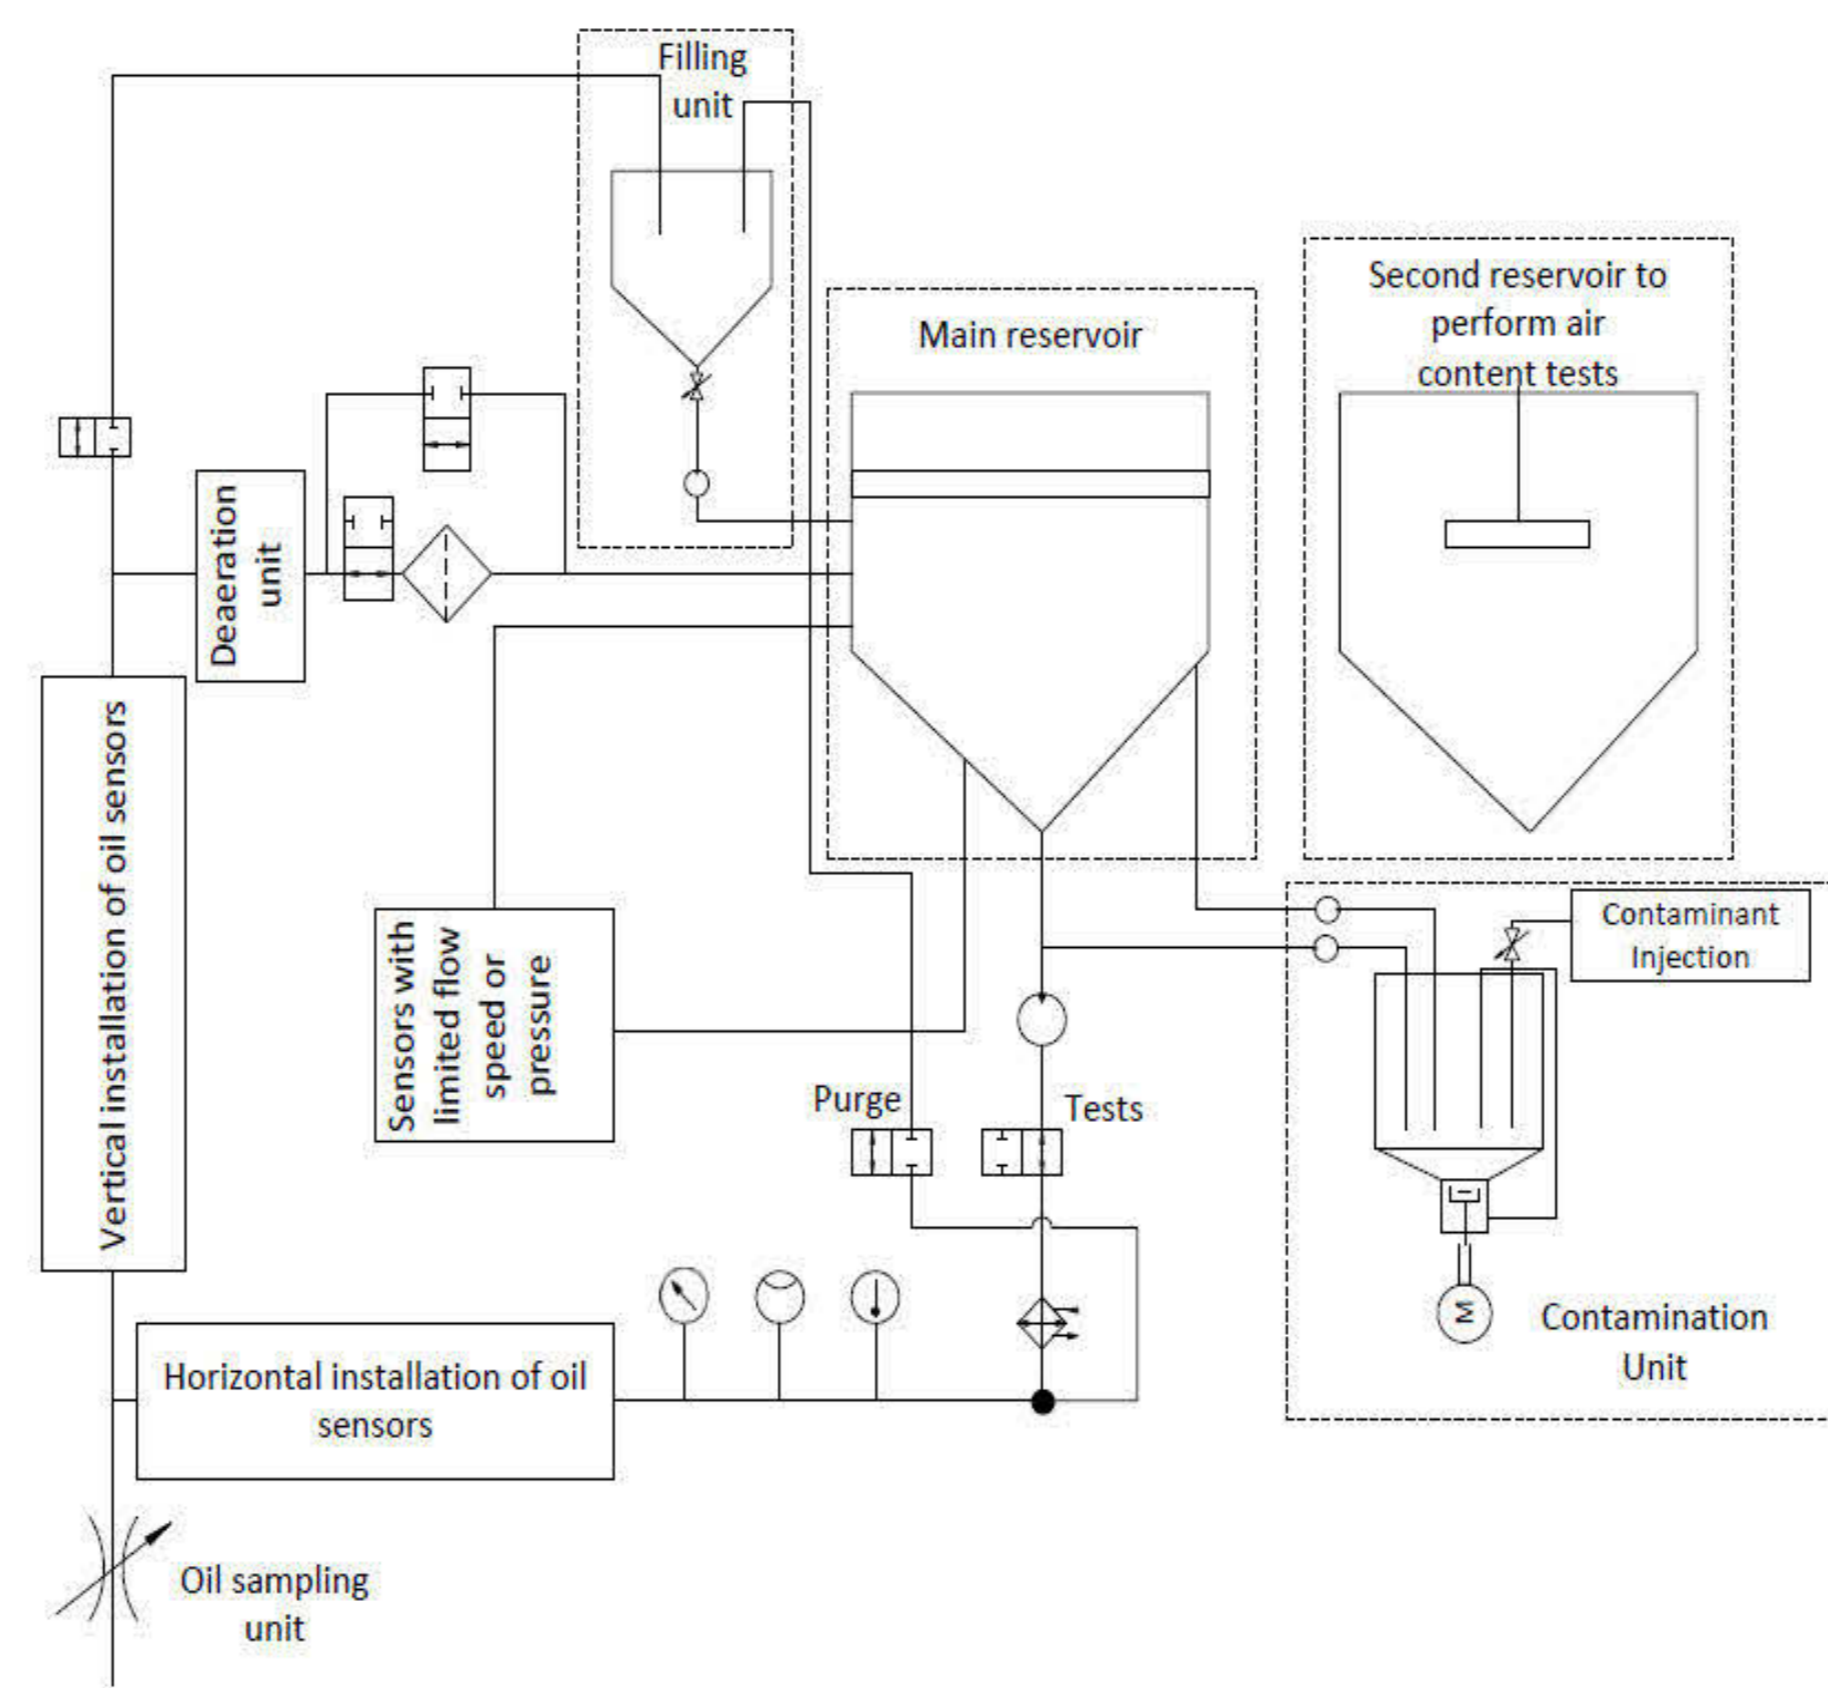 Filling
unit
Second reservoir to
perform air
content tests
Main reservoir
Deaeration
unit
Vertical installation of oil sensors
Sensors with
limited flow
speed or
pressure
Contaminant
Injection
Purge
Tests
M
Contamination
Unit
Horizontal installation of oil
sensors
Oil sampling
unit